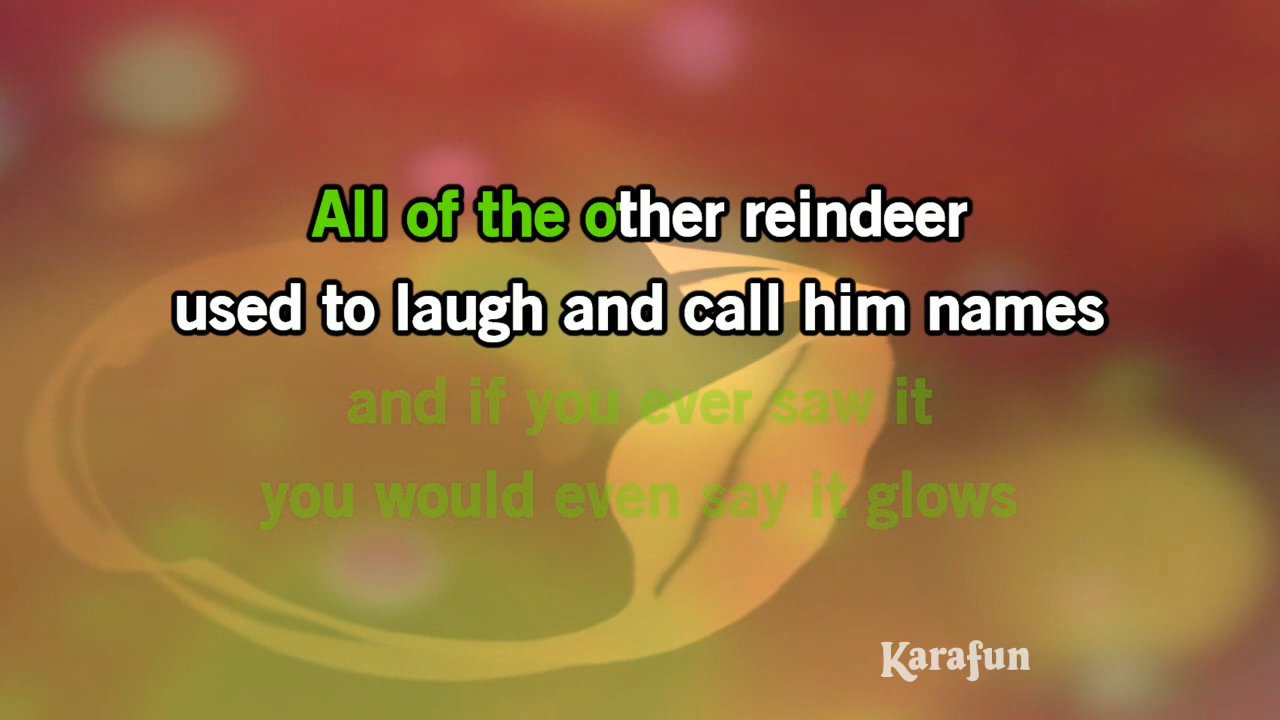 All of the other reindeer
used to laugh and call him names
and if you ever saw it
you would even say it glows
Karafun